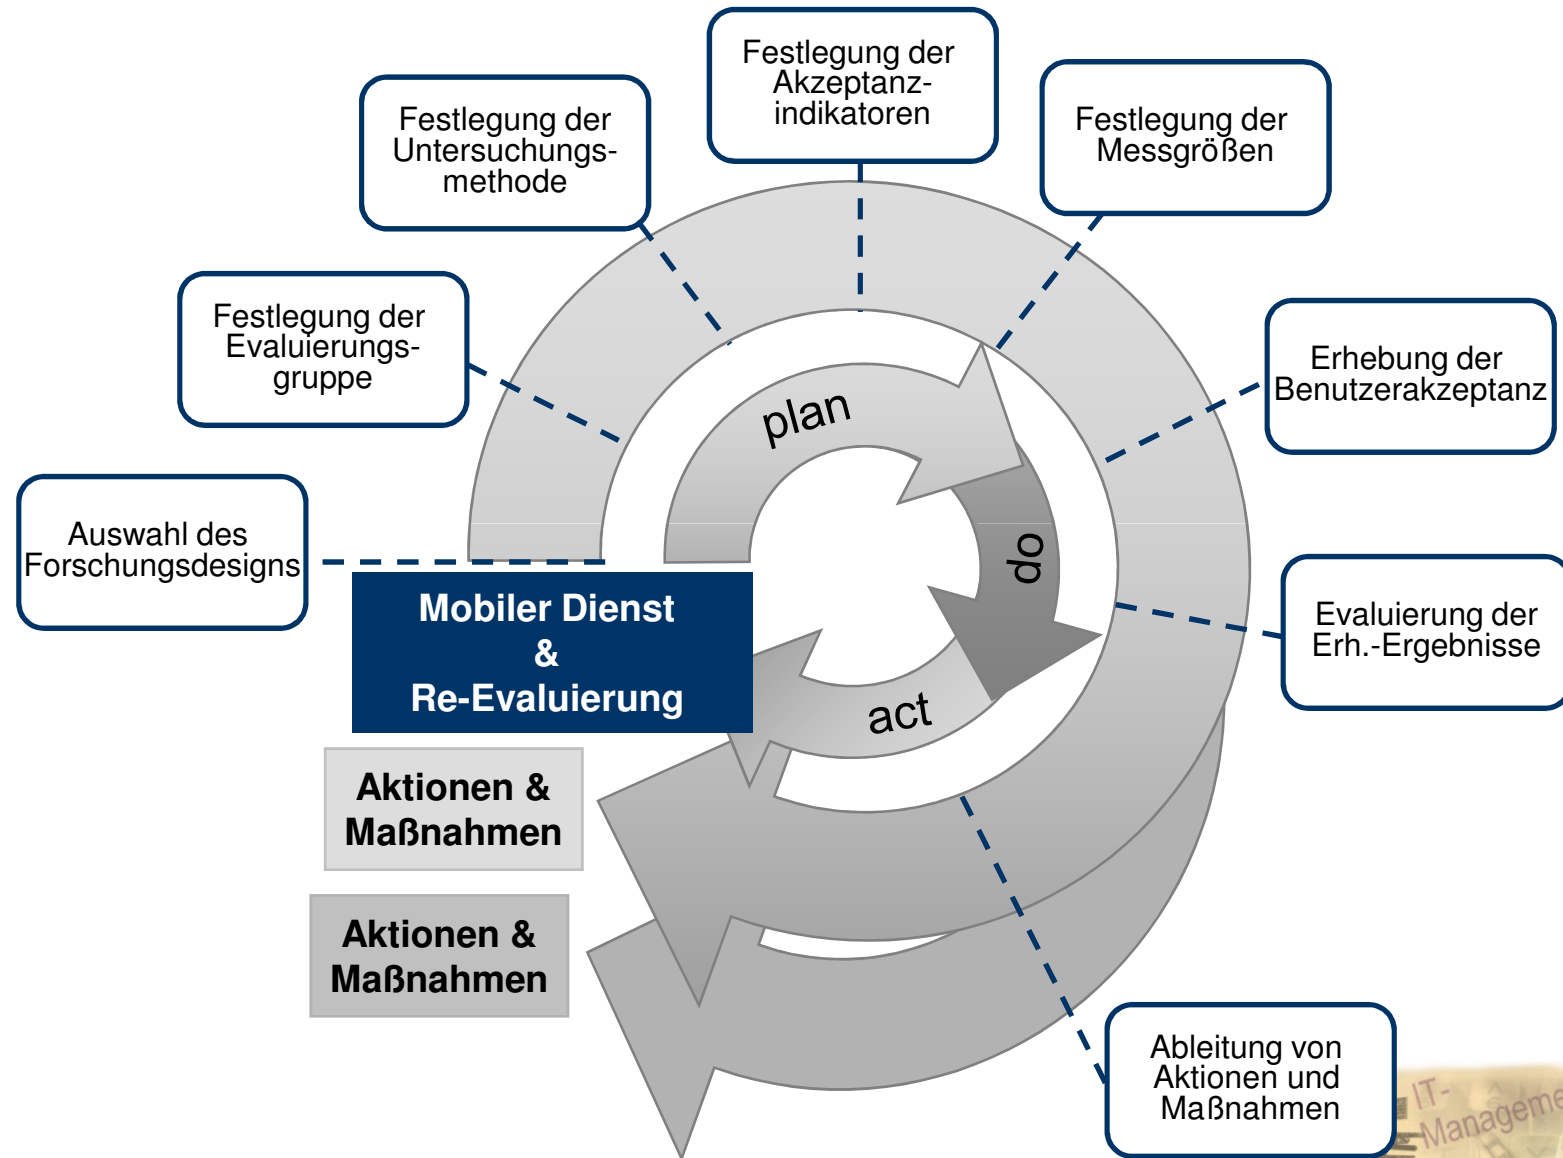 Festlegung der
Akzeptanz-
indikatoren
Festlegung der
Untersuchungs-
methode
Festlegung der
Messgrößen
Festlegung der
Evaluierungs-
gruppe
Erhebung der
Benutzerakzeptanz
plan
Auswahl des
Forschungsdesigns
do
Mobiler Dienst
&
Re-Evaluierung
Evaluierung der
Erh.-Ergebnisse
act
Aktionen &
Maßnahmen
Aktionen &
Maßnahmen
Ableitung von
Aktionen und
Maßnahmen
IT-
Manageme